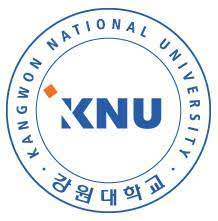 · KANGWON NATIONAL UNIVERSITY ·
KNU
강원대학교